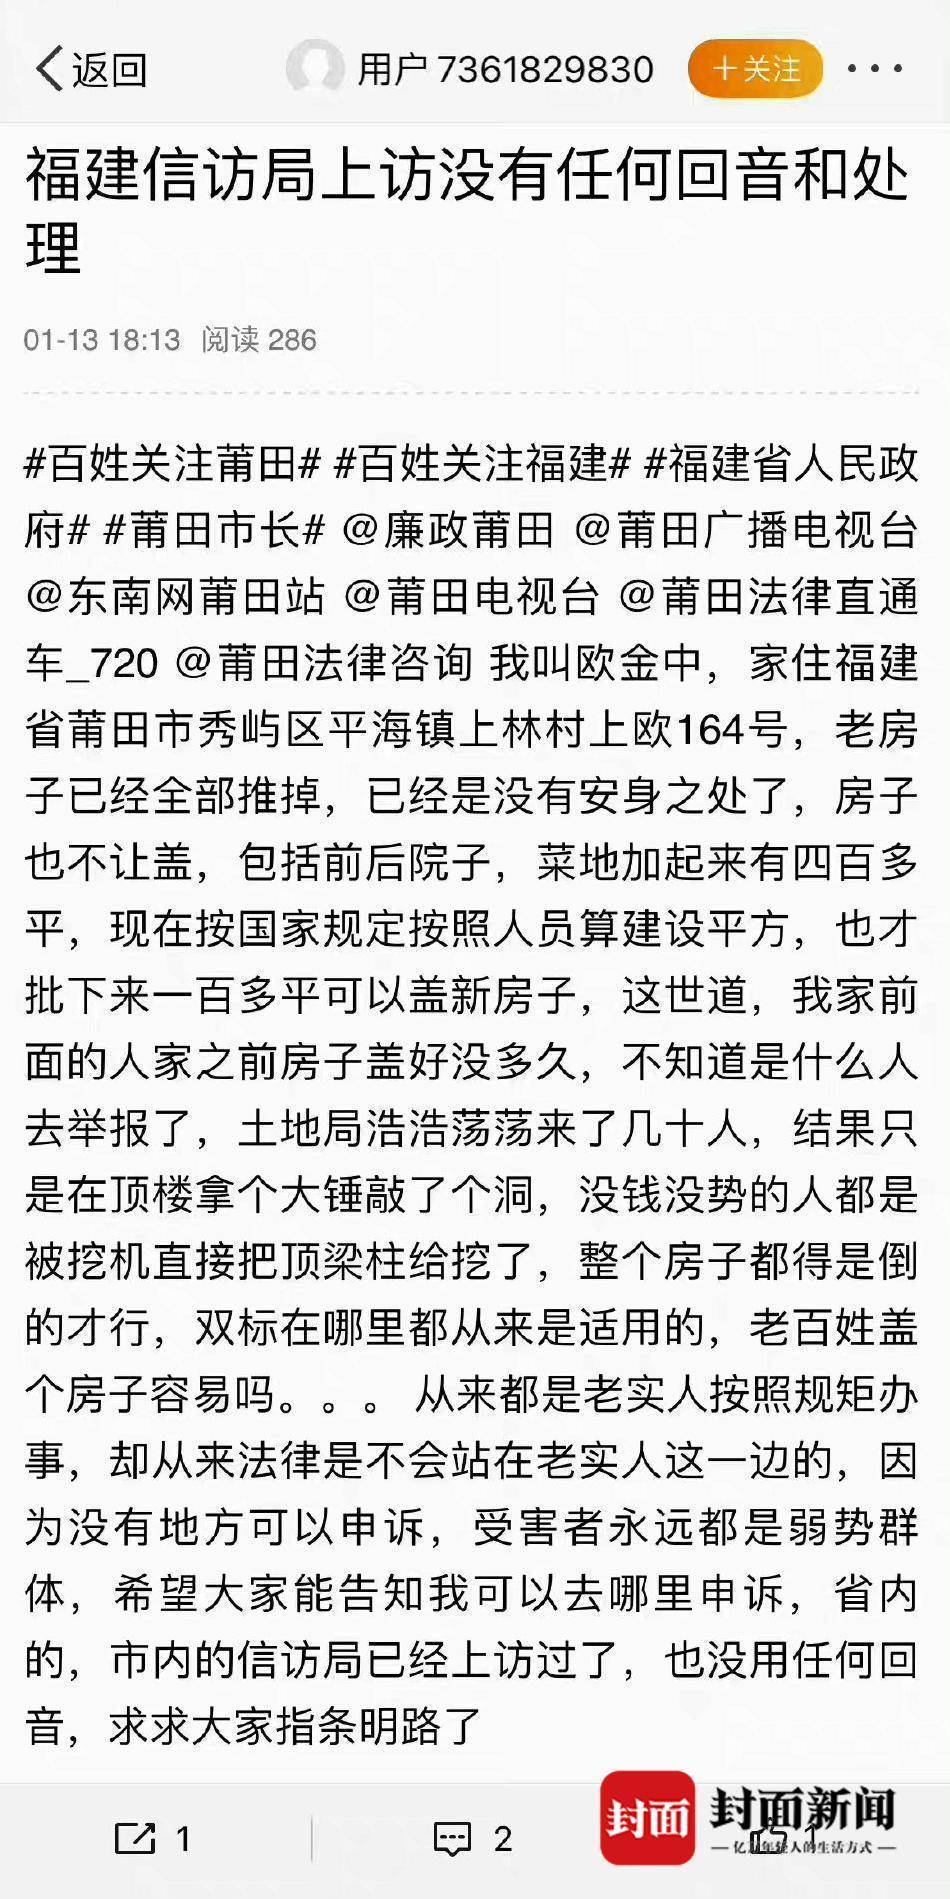 返回
用户7361829830
+关注
福建信访局上访没有任何回音和处
理
01-13 18:13 阅读 286
#百姓关注莆田# #百姓关注福建# #福建省人民政
府# #莆田市长# @廉政莆田 @莆田广播电视台
@东南网莆田站 @莆田电视台 @莆田法律直通
车_720 @莆田法律咨询 我叫欧金中，家住福建
省莆田市秀屿区平海镇上林村上欧164号，老房
子已经全部推掉，已经是没有安身之处了，房子
也不让盖，包括前后院子，菜地加起来有四百多
平，现在按国家规定按照人员算建设平方，也才
批下来一百多平可以盖新房子，这世道，我家前
面的人家之前房子盖好没多久，不知道是什么人
去举报了，土地局浩浩荡荡来了几十人，结果只
是在顶楼拿个大锤敲了个洞，没钱没势的人都是
被挖机直接把顶梁柱给挖了，整个房子都得是倒
的才行，双标在哪里都从来是适用的，老百姓盖
个房子容易吗。。。 从来都是老实人按照规矩办
事，却从来法律是不会站在老实人这一边的，因
为没有地方可以申诉，受害者永远都是弱势群
体，希望大家能告知我可以去哪里申诉，省内
的，市内的信访局已经上访过了，也没用任何回
音，求求大家指条明路了
1
2
1
封面
封面新闻
年轻人的生活方式